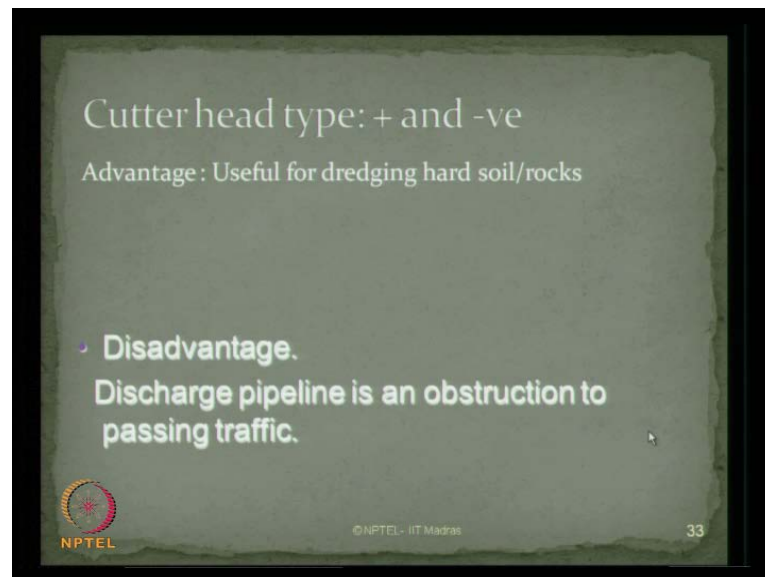 Cutter head type: + and -ve
Advantage : Useful for dredging hard soil/rocks
• Disadvantage.
Discharge pipeline is an obstruction to
passing traffic.
NPTEL
©NPTEL- IIT Madras
33